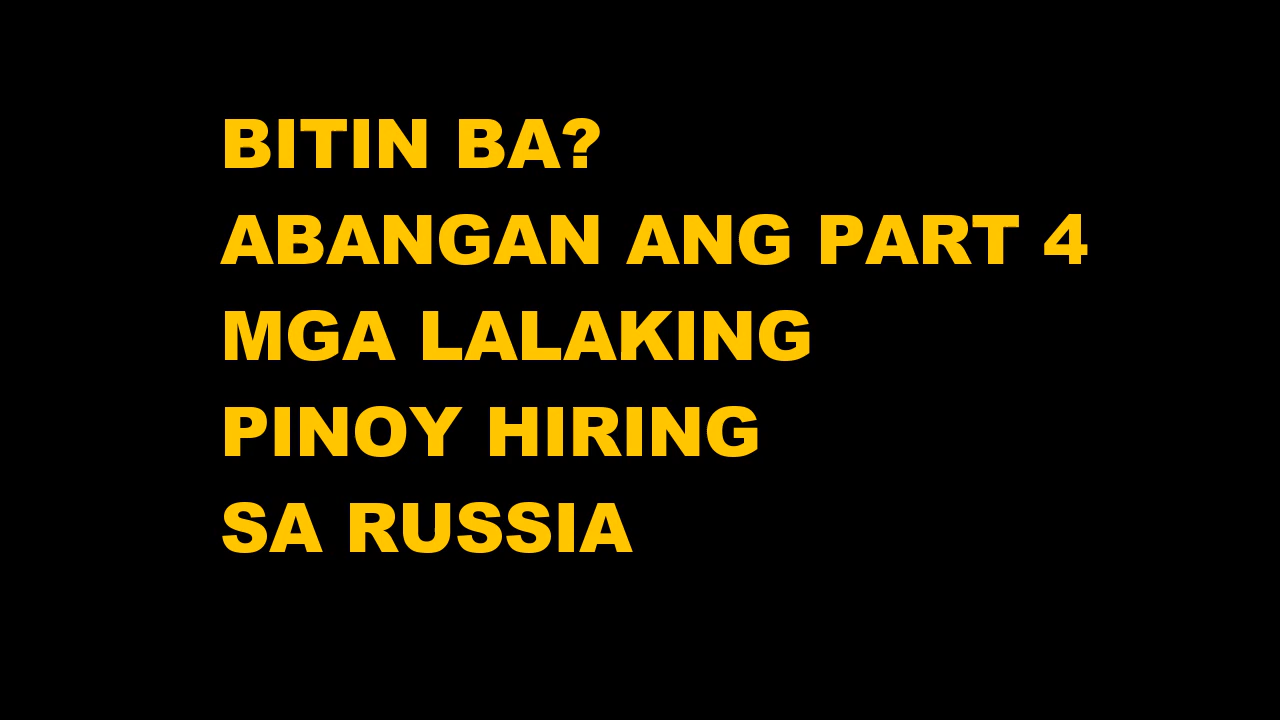 BITIN BA?
ABANGAN ANG PART 4
MGA LALAKING
PINOY HIRING
SA RUSSIA